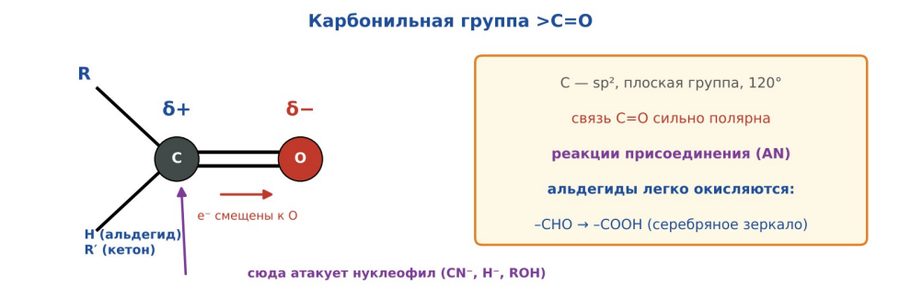 Карбонильная группа >C=O
R
δ+
δ−
C
O
e⁻ смещены к O
H (альдегид)
R′ (кетон)
сюда атакует нуклеофил (CN⁻, H⁻, ROH)
C — sp², плоская группа, 120°
связь C=O сильно полярна
реакции присоединения (AN)
альдегиды легко окисляются:
–CHO → –COOH (серебряное зеркало)